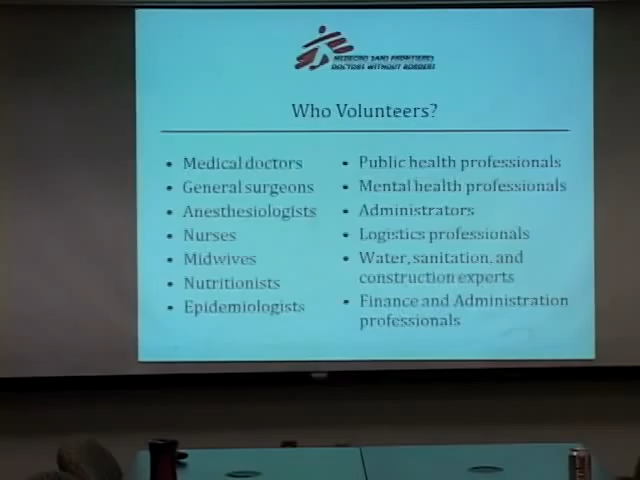 MEDECINS SANS FRONTIERES
DOCTORS WITHOUT BORDERS
Who Volunteers?
• Medical doctors
• General surgeons
• Anesthesiologists
• Nurses
• Midwives
• Nutritionists
• Epidemiologists
• Public health professionals
• Mental health professionals
• Administrators
• Logistics professionals
• Water, sanitation, and
construction experts
• Finance and Administration
professionals